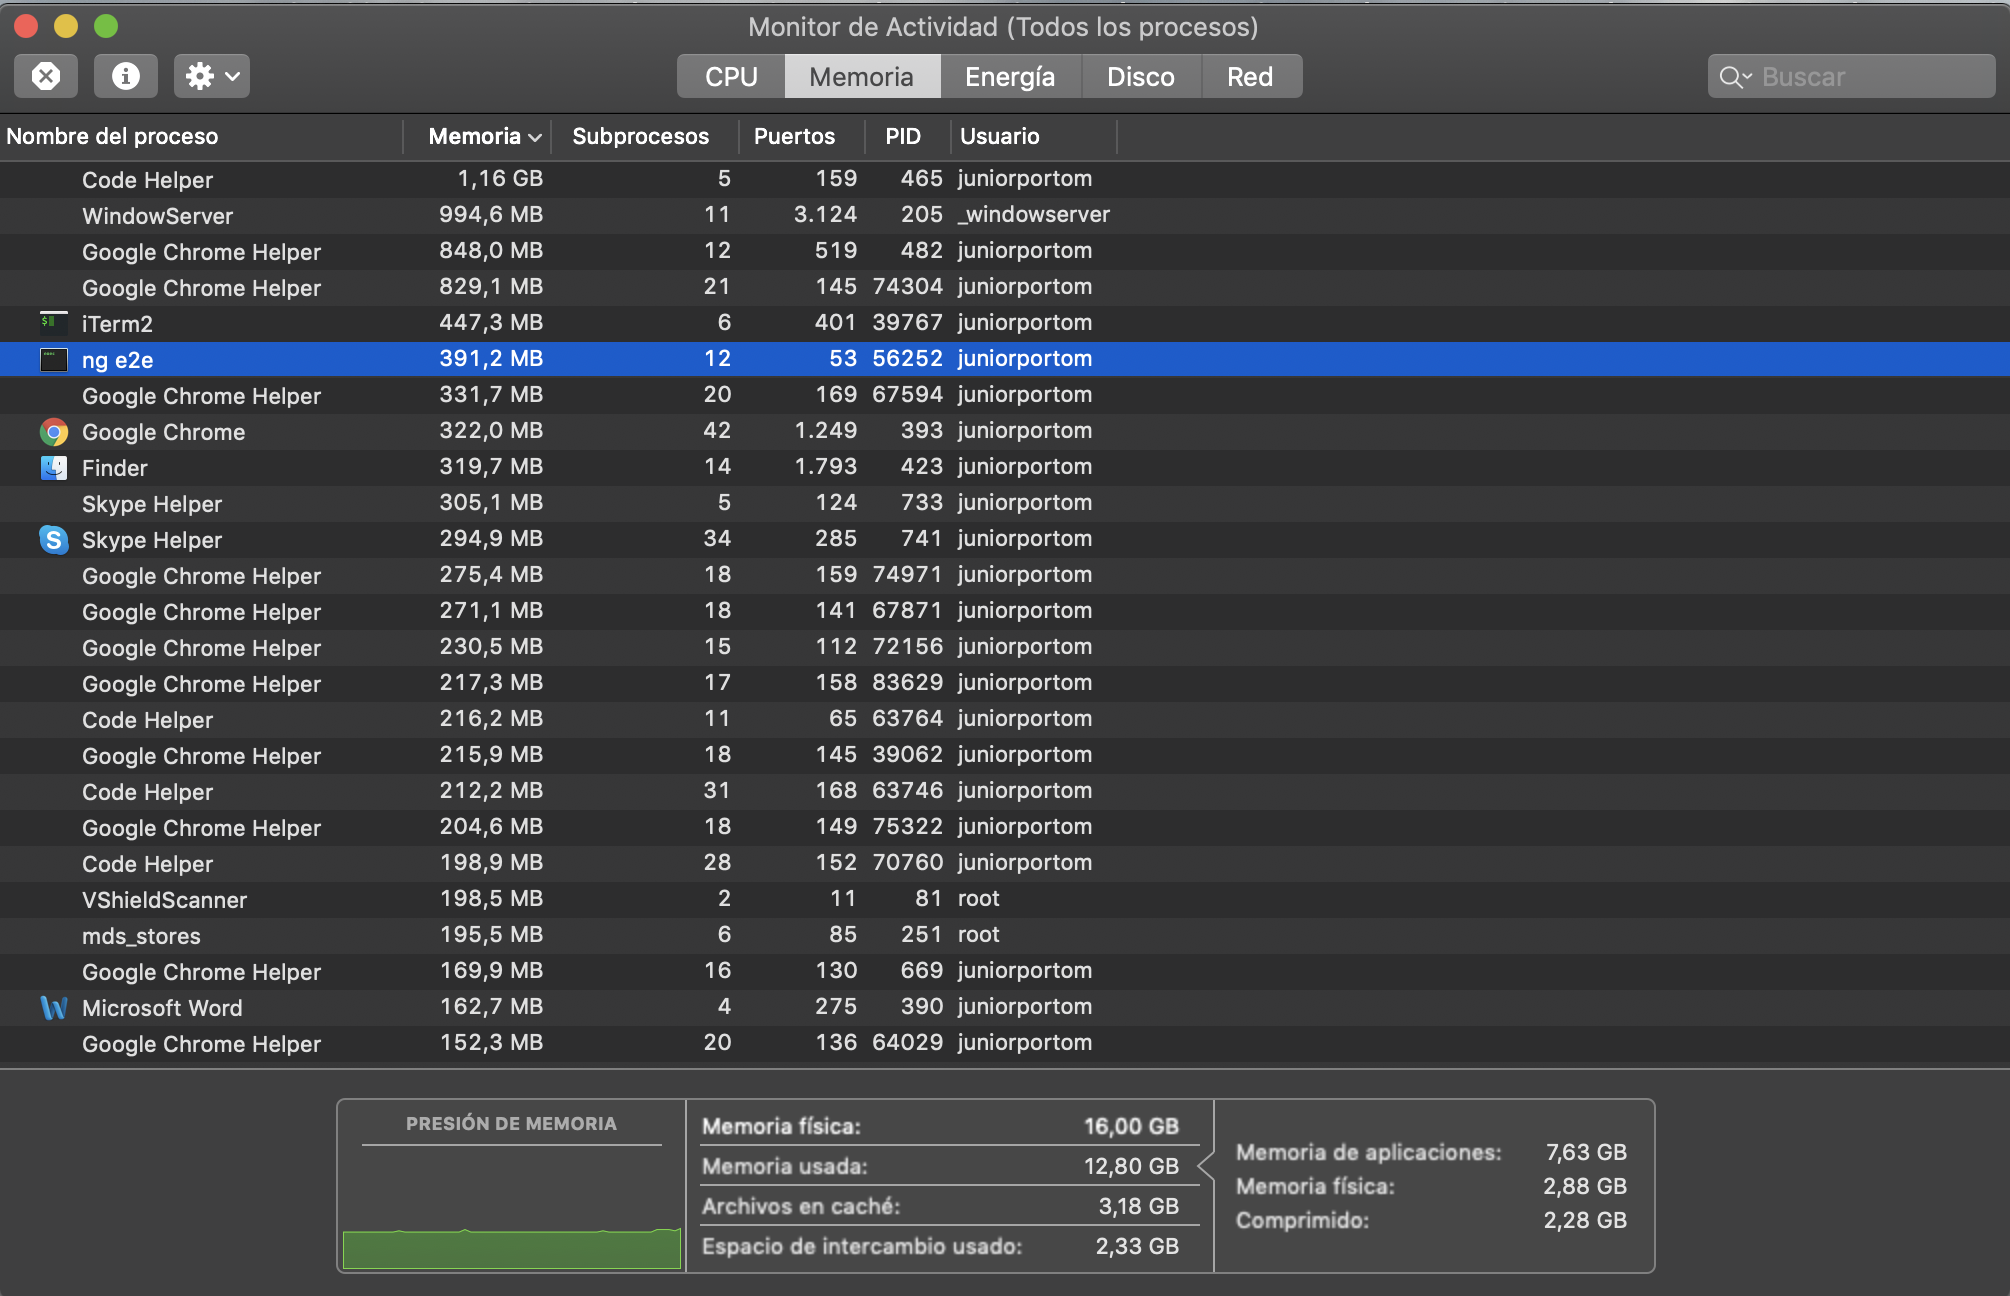 Monitor de Actividad (Todos los procesos)
CPU Memoria Energía Disco Red Buscar
Nombre del proceso Memoria Subprocesos Puertos PID Usuario
Code Helper 1,16 GB 5 159 465 juniorportom
WindowServer 994,6 MB 11 3.124 205 _windowserver
Google Chrome Helper 848,0 MB 12 519 482 juniorportom
Google Chrome Helper 829,1 MB 21 145 74304 juniorportom
iTerm2 447,3 MB 6 401 39767 juniorportom
ng e2e 391,2 MB 12 53 56252 juniorportom
Google Chrome Helper 331,7 MB 20 169 67594 juniorportom
Google Chrome 322,0 MB 42 1.249 393 juniorportom
Finder 319,7 MB 14 1.793 423 juniorportom
Skype Helper 305,1 MB 5 124 733 juniorportom
Skype Helper 294,9 MB 34 285 741 juniorportom
Google Chrome Helper 275,4 MB 18 159 74971 juniorportom
Google Chrome Helper 271,1 MB 18 141 67871 juniorportom
Google Chrome Helper 230,5 MB 15 112 72156 juniorportom
Google Chrome Helper 217,3 MB 17 158 83629 juniorportom
Code Helper 216,2 MB 11 65 63764 juniorportom
Google Chrome Helper 215,9 MB 18 145 39062 juniorportom
Code Helper 212,2 MB 31 168 63746 juniorportom
Google Chrome Helper 204,6 MB 18 149 75322 juniorportom
Code Helper 198,9 MB 28 152 70760 juniorportom
VShieldScanner 198,5 MB 2 11 81 root
mds_stores 195,5 MB 6 85 251 root
Google Chrome Helper 169,9 MB 16 130 669 juniorportom
Microsoft Word 162,7 MB 4 275 390 juniorportom
Google Chrome Helper 152,3 MB 20 136 64029 juniorportom
PRESIÓN DE MEMORIA
Memoria física: 16,00 GB
Memoria usada: 12,80 GB
Archivos en caché: 3,18 GB
Espacio de intercambio usado: 2,33 GB
Memoria de aplicaciones: 7,63 GB
Memoria física: 2,88 GB
Comprimido: 2,28 GB